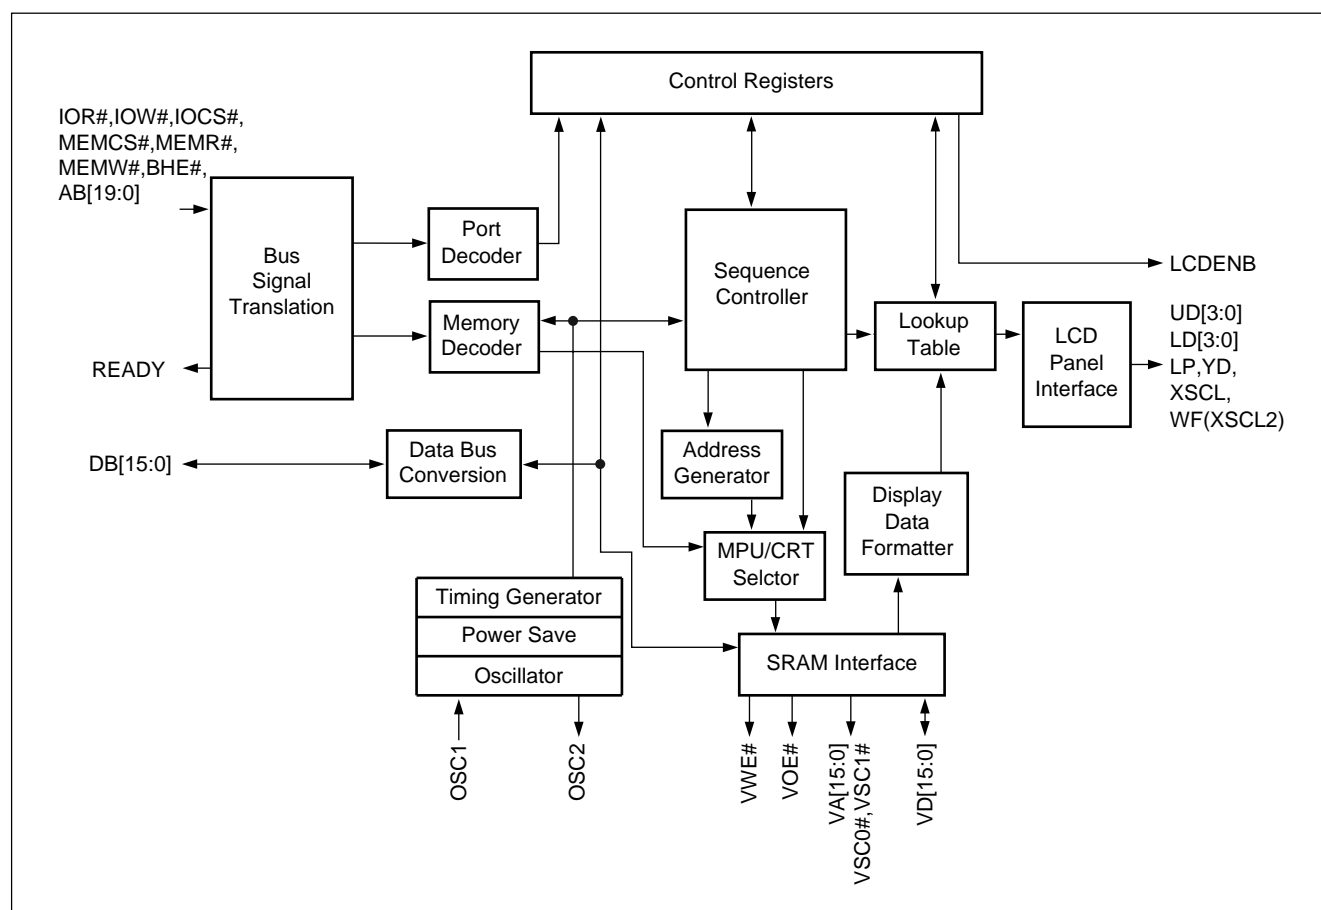 Control Registers
IOR#,IOW#,IOCS#,
MEMCS#,MEMR#,
MEMW#,BHE#,
AB[19:0]
Bus
Signal
Translation
Port
Decoder
Sequence
Controller
LCDENB
Memory
Decoder
Lookup
Table
LCD
Panel
Interface
UD[3:0]
LD[3:0]
LP,YD,
XSCL,
WF(XSCL2)
READY
DB[15:0]
Data Bus
Conversion
Address
Generator
Display
Data
Formatter
MPU/CRT
Selctor
Timing Generator
Power Save
Oscillator
SRAM Interface
OSC1
OSC2
VWE#
VOE#
VA[15:0]
VSC0#,VSC1#
VD[15:0]